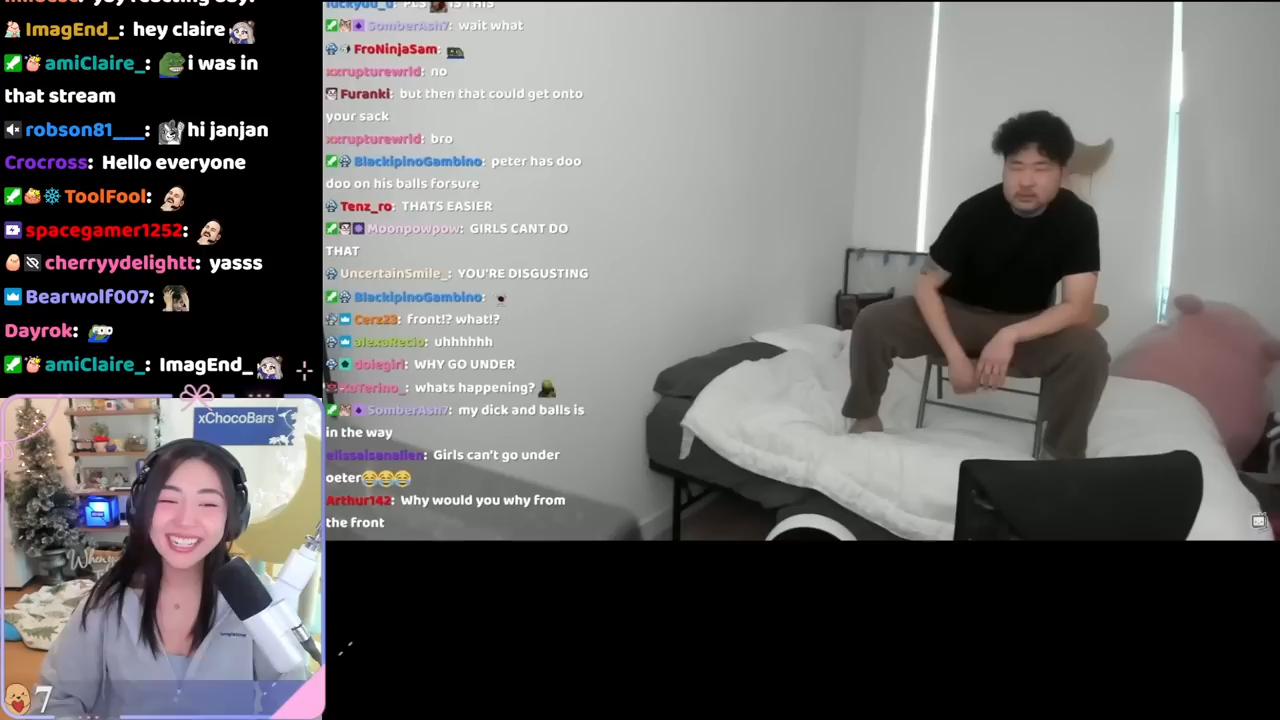 ImagEnd_: hey claire
amiClaire_: i was in
that stream
robson81___: hi janjan
Crocross: Hello everyone
ToolFool:
spacegamer1252:
cherryydelightt: yasss
Bearwolf007:
Dayrok:
amiClaire_: ImagEnd_
xChocoBars
When
7
SomberAsh7: wait what
FroNinjaSam:
xxrupturewrld: no
Furanki: but then that could get onto
your sack
xxrupturewrld: bro
BlackipinoGambino: peter has doo
doo on his balls forsure
Tenz_ro: THATS EASIER
Moonpowpow: GIRLS CANT DO
THAT
UncertainSmile_: YOU'RE DISGUSTING
BlackipinoGambino:
Cerz23: front!? what!?
alexaRecio: uhhhhhh
doiegirl: WHY GO UNDER
XuTerino_: whats happening?
SomberAsh7: my dick and balls is
in the way
elissaisanalien: Girls can't go under
oeter😂😂😂
Arthur142: Why would you why from
the front